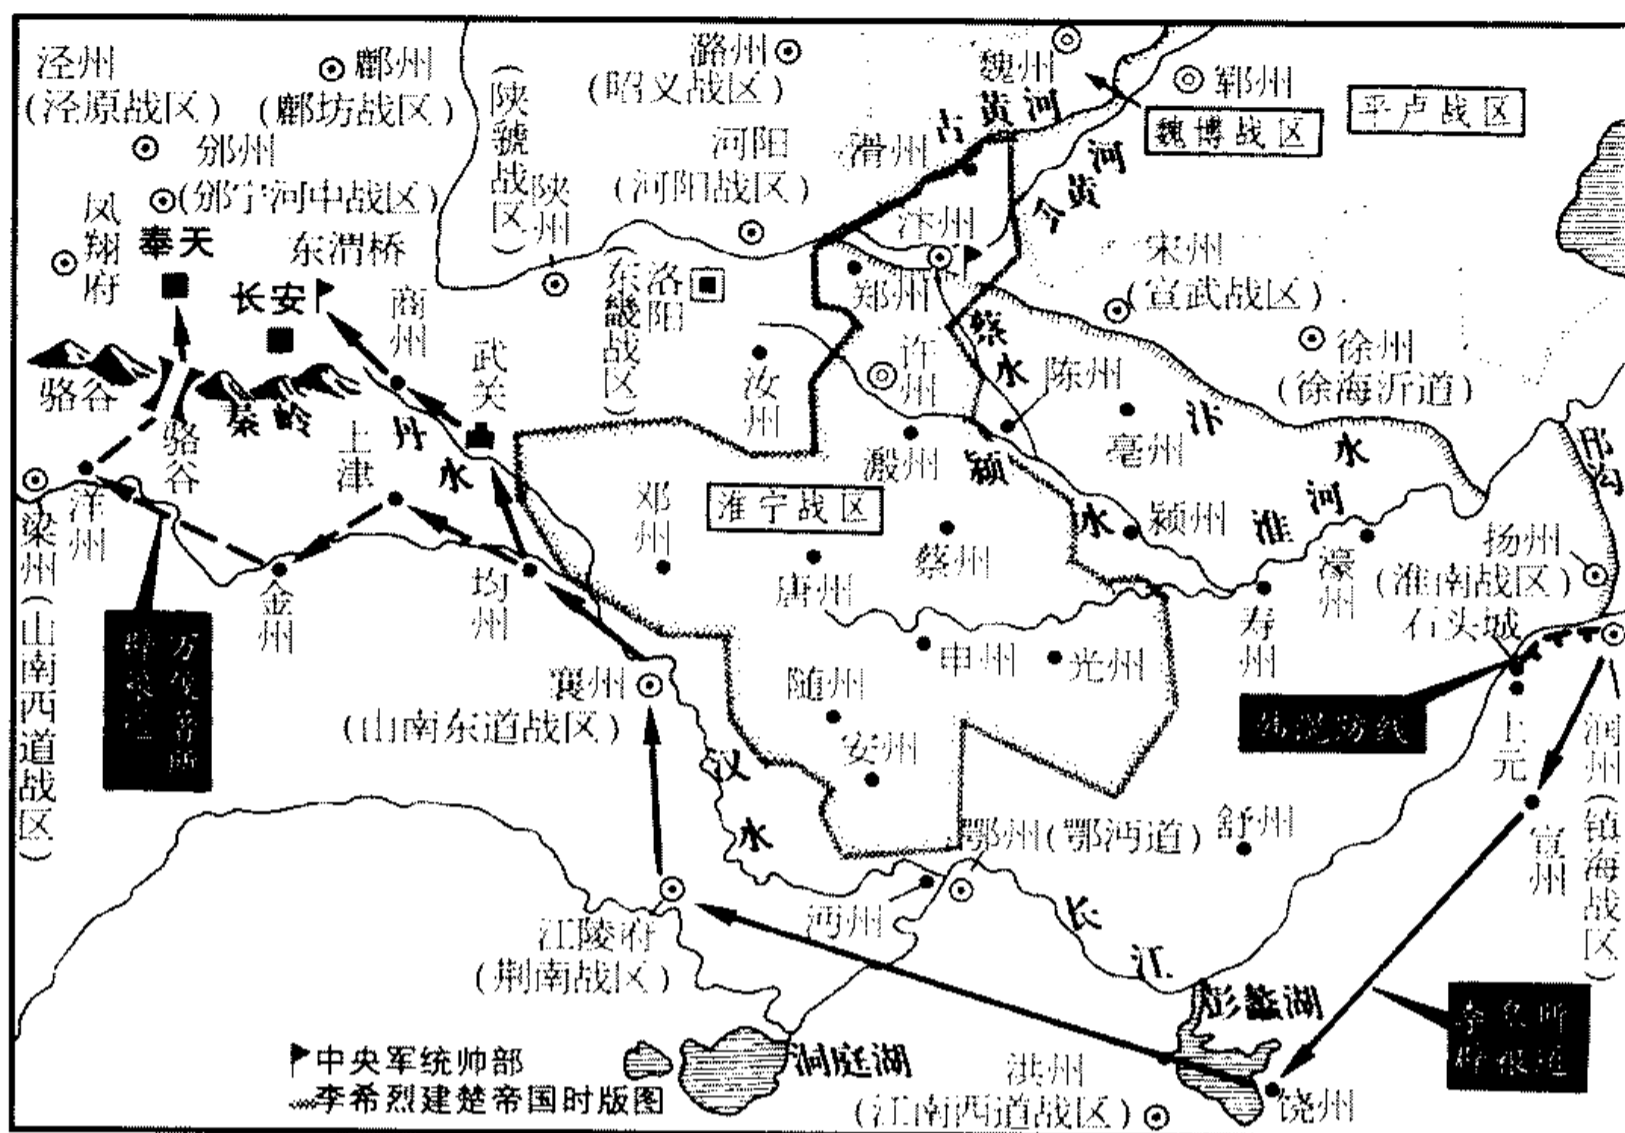 泾州
(泾原战区)
鄜州
(鄜坊战区)
邠州
(邠宁河中战区)
凤翔府
奉天
东渭桥
长安
商州
武关
骆谷
秦岭
骆谷
上津
丹水
洋州
梁州(山南西道战区)
金州
均州
(陕虢战区)
陕州
潞州
(昭义战区)
河阳
(河阳战区)
魏州
古黄河
滑州
汴州
郓州
平卢战区
魏博战区
今黄河
洛阳
(东畿战区)
郑州
宋州
(宣武战区)
徐州
(徐海沂道)
汝州
许州
蔡水
陈州
亳州
汴水
溵州
颍水
颍州
淮河
濠州
邗沟
扬州
(淮南战区)
石头城
淮宁战区
邓州
唐州
蔡州
申州
光州
寿州
随州
安州
襄州
(山南东道战区)
汉水
上元
润州(镇海战区)
宣州
舒州
鄂州(鄂沔道)
沔州
长江
彭蠡湖
江陵府
(荆南战区)
洞庭湖
洪州
(江南西道战区)
饶州
中央军统帅部
李希烈建楚帝国时版图